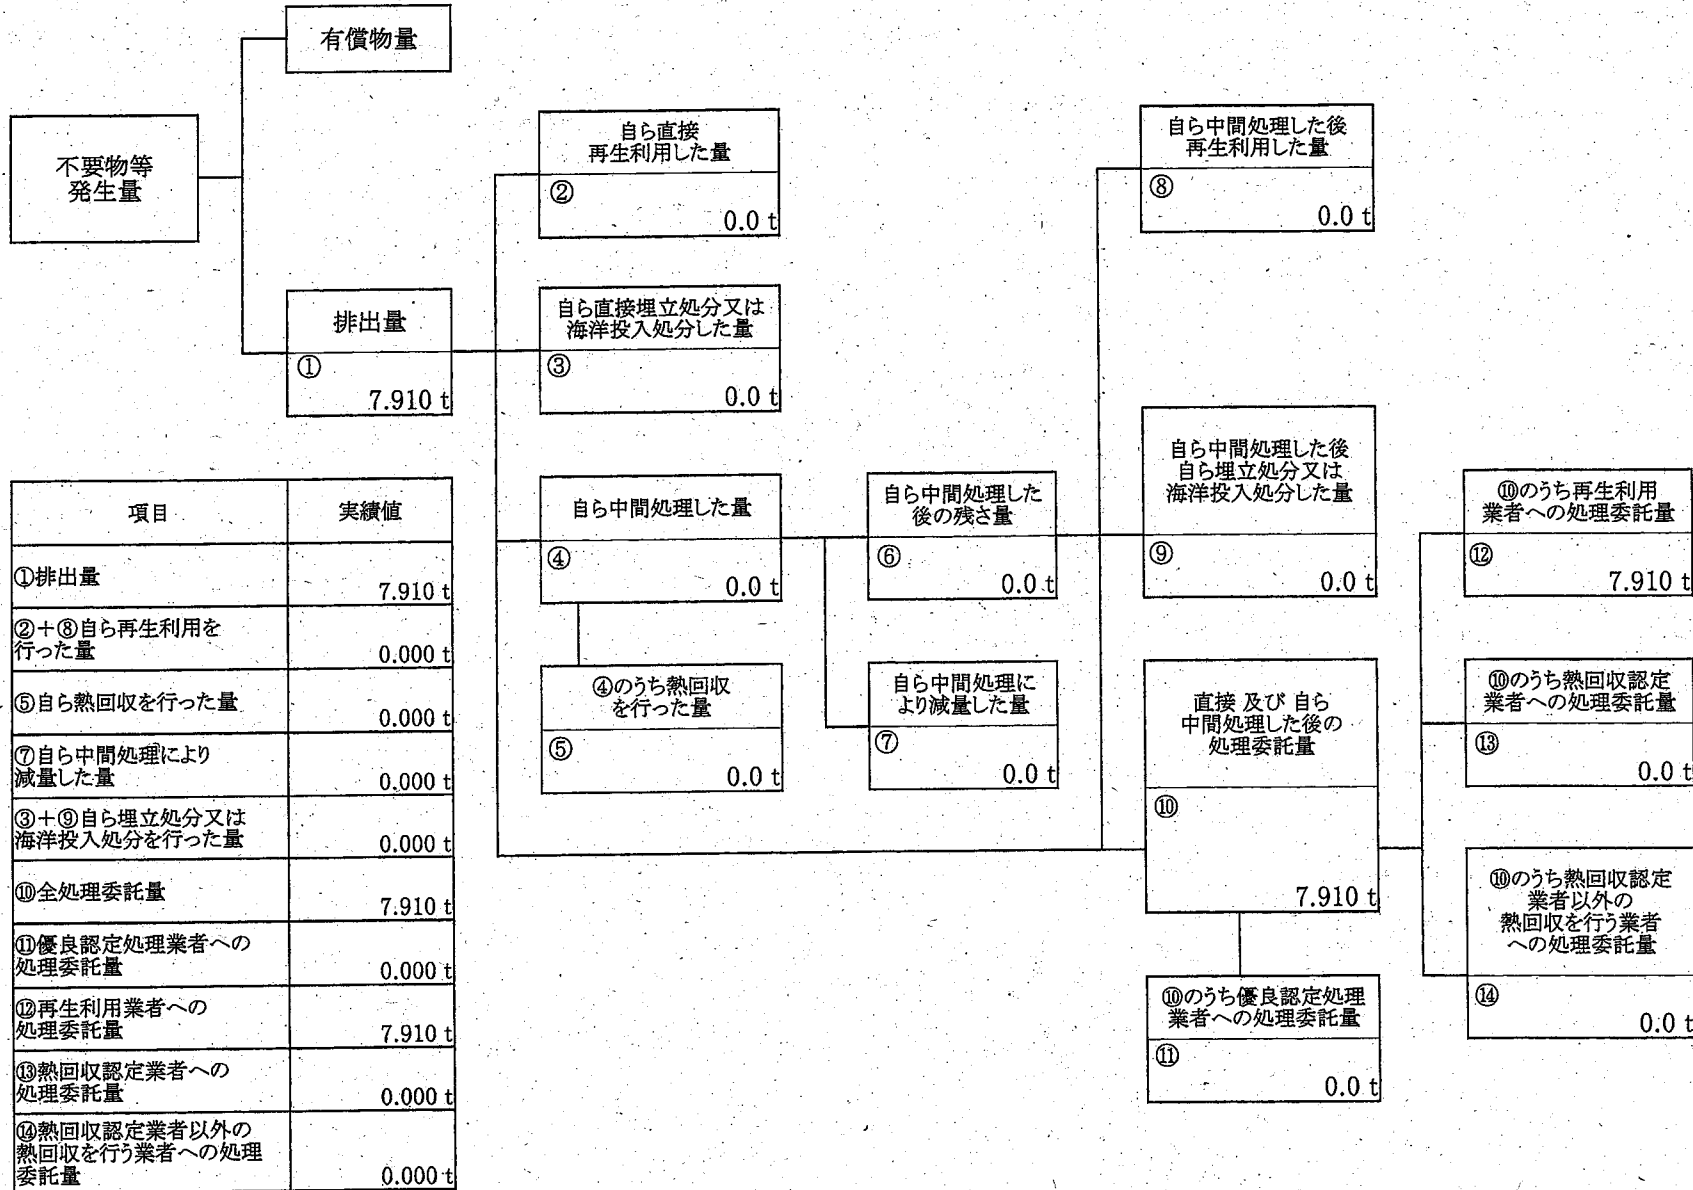 有償物量
不要物等
発生量
排出量
①
7.910 t
自ら直接
再生利用した量
②
0.0 t
自ら直接埋立処分又は
海洋投入処分した量
③
0.0 t
自ら中間処理した量
④
0.0 t
④のうち熱回収
を行った量
⑤
0.0 t
自ら中間処理した
後の残さ量
⑥
0.0 t
自ら中間処理に
より減量した量
⑦
0.0 t
自ら中間処理した後
再生利用した量
⑧
0.0 t
自ら中間処理した後
自ら埋立処分又は
海洋投入処分した量
⑨
0.0 t
直接 及び 自ら
中間処理した後の
処理委託量
⑩
7.910 t
⑩のうち優良認定処理
業者への処理委託量
⑪
0.0 t
⑩のうち再生利用
業者への処理委託量
⑫
7.910 t
⑩のうち熱回収認定
業者への処理委託量
⑬
0.0 t
⑩のうち熱回収認定
業者以外の
熱回収を行う業者
への処理委託量
⑭
0.0 t
項目 実績値
①排出量 7.910 t
②＋⑧自ら再生利用を
行った量 0.000 t
⑤自ら熱回収を行った量 0.000 t
⑦自ら中間処理により
減量した量 0.000 t
③＋⑨自ら埋立処分又は
海洋投入処分を行った量 0.000 t
⑩全処理委託量 7.910 t
⑪優良認定処理業者への
処理委託量 0.000 t
⑫再生利用業者への
処理委託量 7.910 t
⑬熱回収認定業者への
処理委託量 0.000 t
⑭熱回収認定業者以外の
熱回収を行う業者への処理
委託量 0.000 t